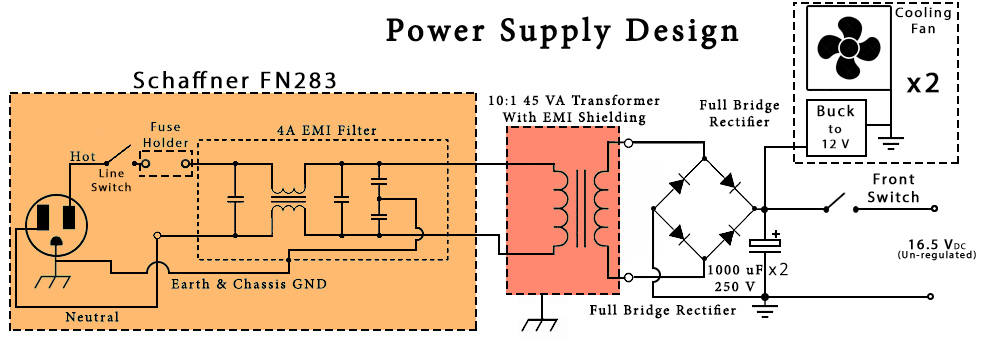 Power Supply Design
Cooling
Fan
x2
Buck
to
12 V
Schaffner FN283
Fuse
Holder
4A EMI Filter
Hot
Line
Switch
Earth & Chassis GND
Neutral
10:1 45 VA Transformer
With EMI Shielding
Full Bridge
Rectifier
Front
Switch
+
1000 uF x2
250 V
16.5 VDC
(Un-regulated)
Full Bridge Rectifier